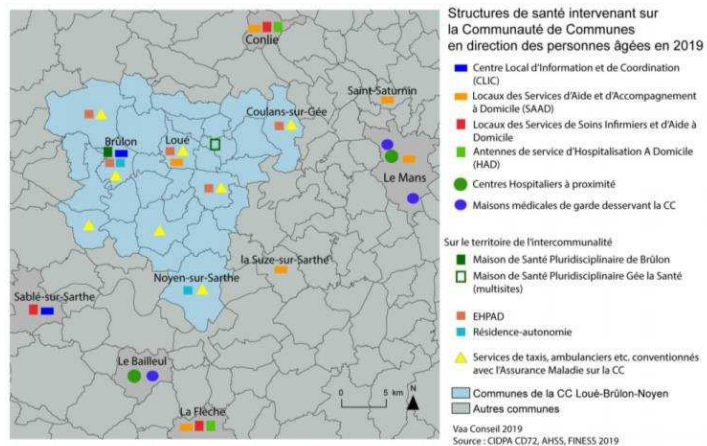 Structures de santé intervenant sur
la Communauté de Communes
en direction des personnes âgées en 2019
Centre Local d'Information et de Coordination
(CLIC)
Locaux des Services d'Aide et d'Accompagnement
à Domicile (SAAD)
Locaux des Services de Soins Infirmiers et d'Aide à
Domicile
Antennes de service d'Hospitalisation A Domicile
(HAD)
Centres Hospitaliers à proximité
Maisons médicales de garde desservant la CC
Sur le territoire de l'intercommunalité
Maison de Santé Pluridisciplinaire de Brûlon
Maison de Santé Pluridisciplinaire Gée la Santé
(multisites)
EHPAD
Résidence-autonomie
Services de taxis, ambulanciers etc. conventionnés
avec l'Assurance Maladie sur la CC
Communes de la CC Loué-Brûlon-Noyen
Autres communes
Vaa Conseil 2019
Source : CIDPA CD72, AHSS, FINESS 2019
Conlie
Saint-Saturnin
Coulans-sur-Gée
Brûlon
Loué
Le Mans
la Suze-sur-Sarthe
Noyen-sur-Sarthe
Sablé-sur-Sarthe
Le Bailleul
La Flèche
0 5 km
N